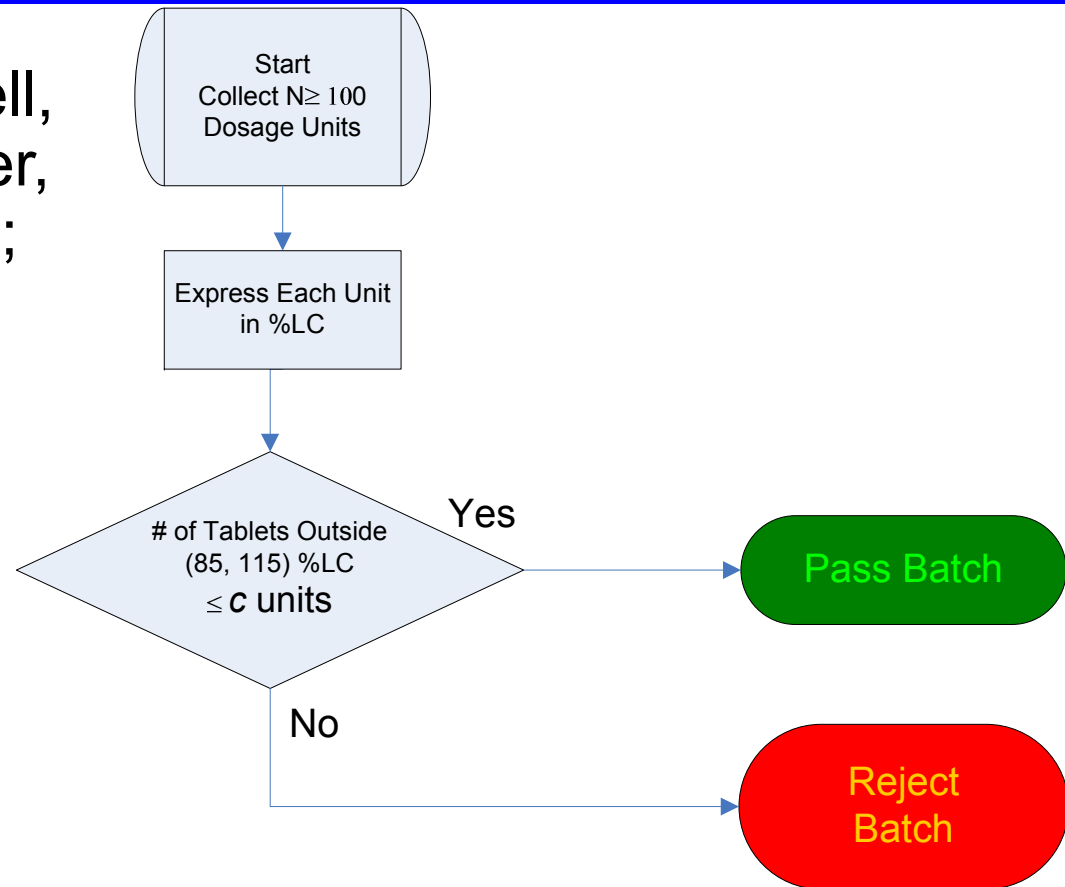 Start
Collect N≥ 100
Dosage Units
Express Each Unit
in %LC
# of Tablets Outside
(85, 115) %LC
≤ c units
Yes
Pass Batch
No
Reject
Batch